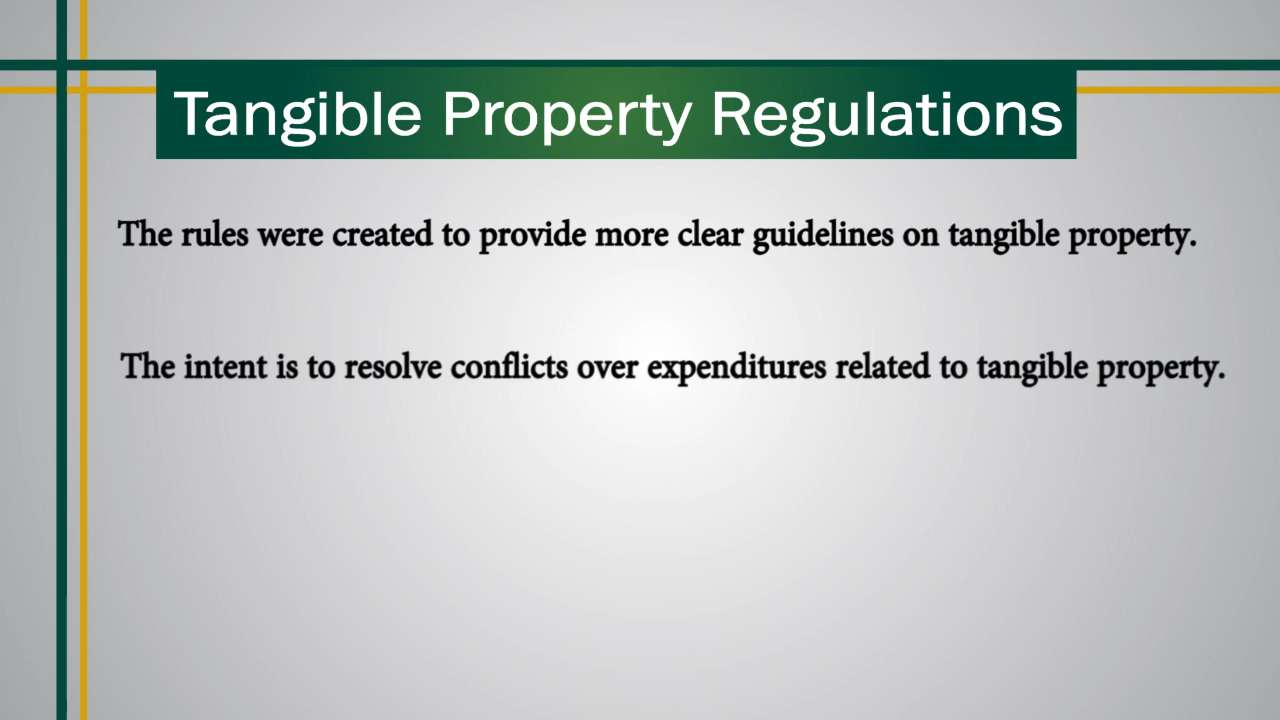 Tangible Property Regulations
The rules were created to provide more clear guidelines on tangible property.
The intent is to resolve conflicts over expenditures related to tangible property.